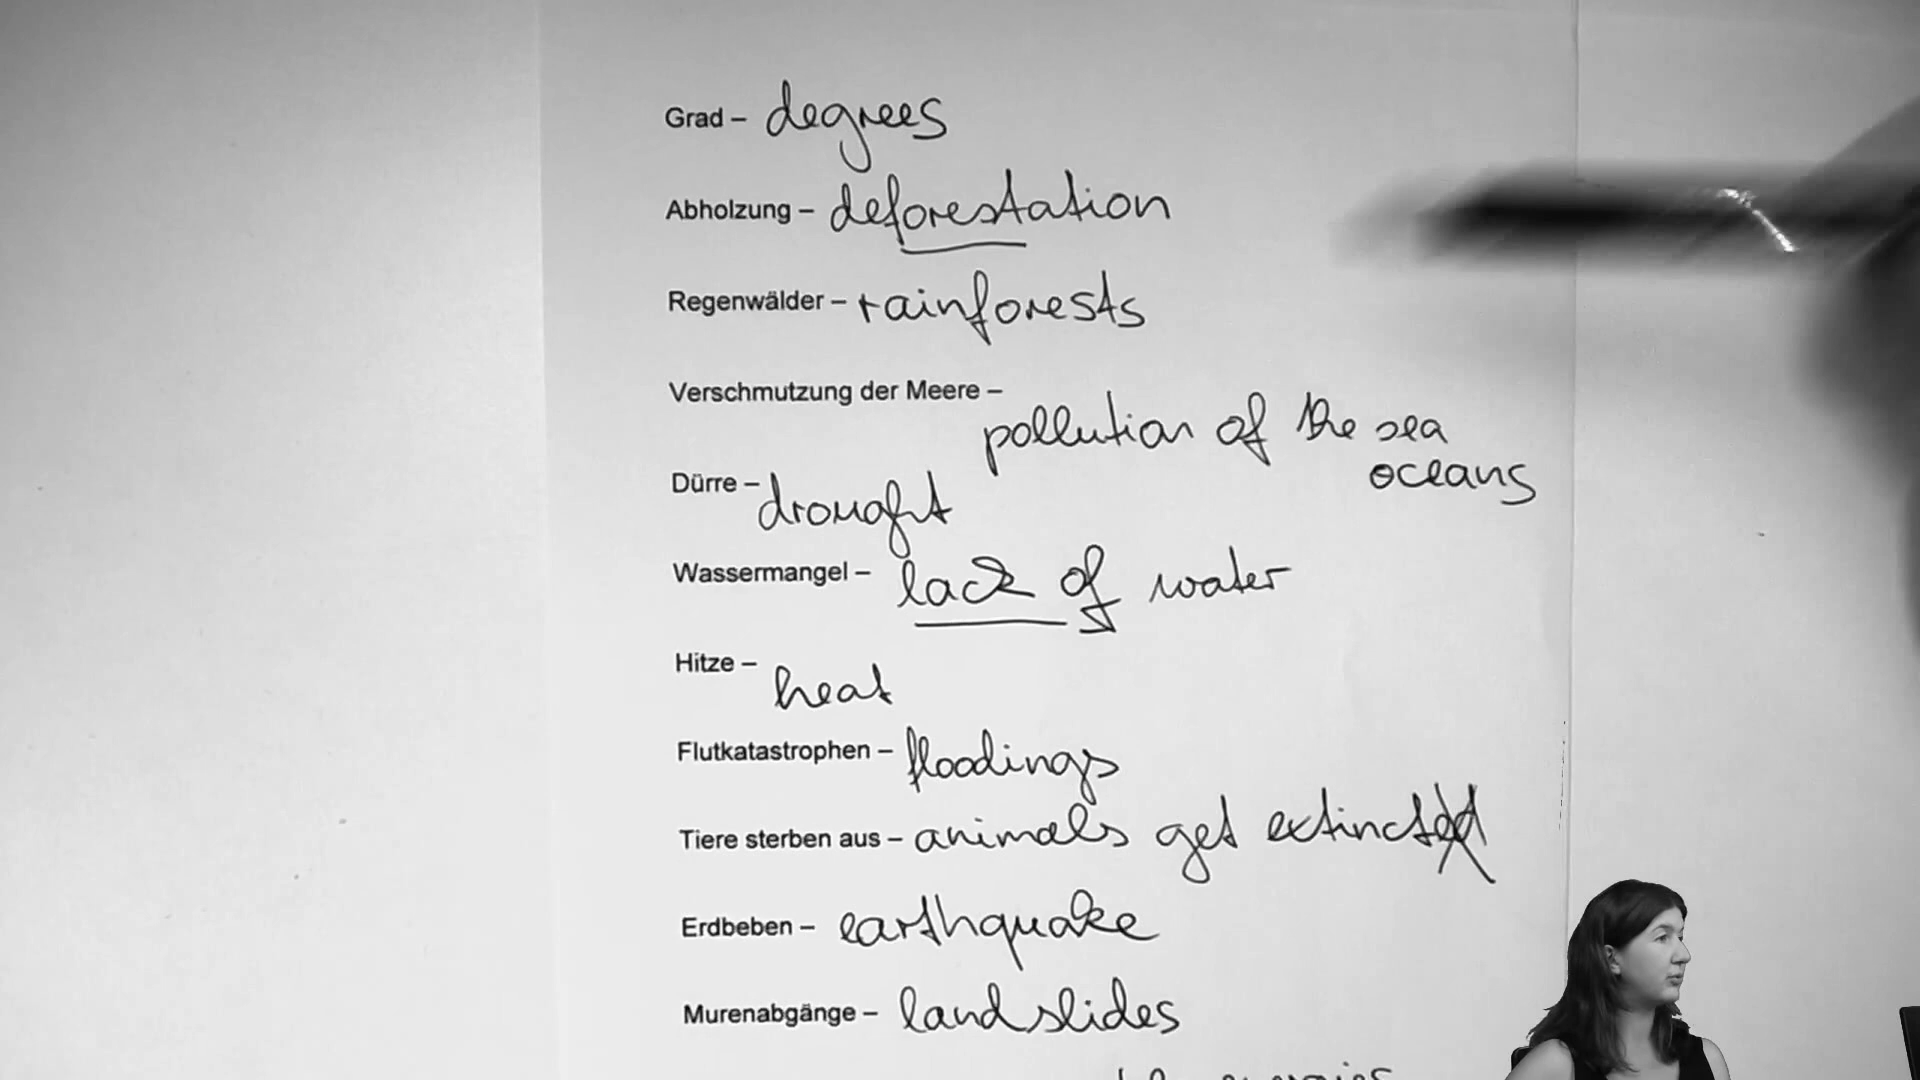 Grad – degrees
Abholzung – deforestation
Regenwälder – rainforests
Verschmutzung der Meere –
pollution of the sea
oceans
Dürre – drought
Wassermangel – lack of water
Hitze – heat
Flutkatastrophen – floodings
Tiere sterben aus – animals get extinct
Erdbeben – earthquake
Murenabgänge – landslides
energies